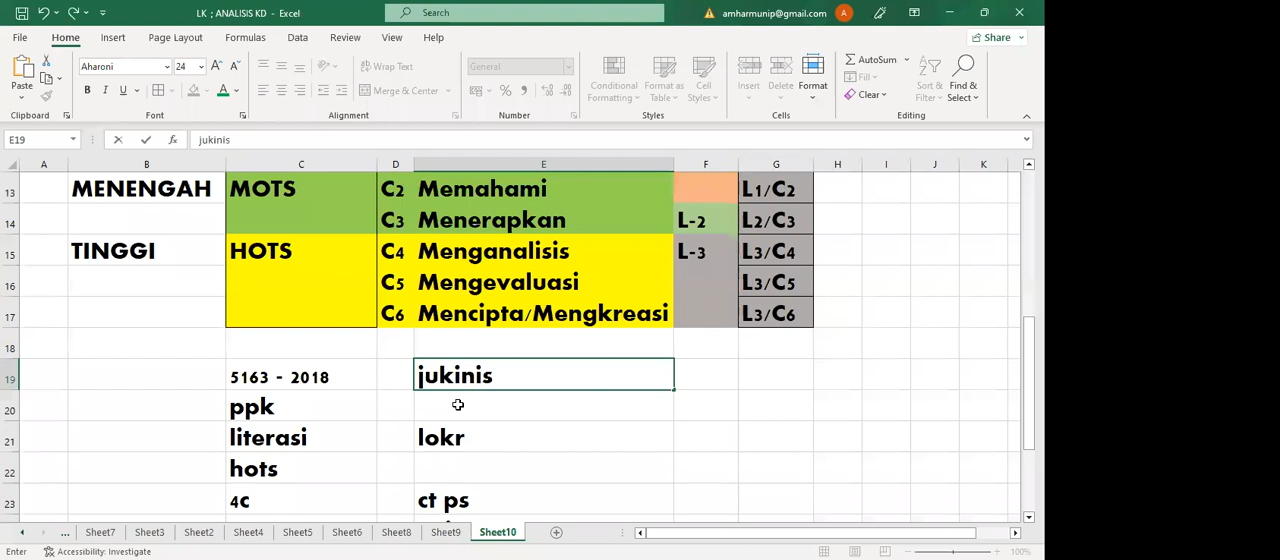 LK ; ANALISIS KD - Excel
Search
amharmunip@gmail.com
A
File Home Insert Page Layout Formulas Data Review View Help
Share
Paste
Aharoni
24
B I U
Wrap Text
Merge & Center
General
Conditional Formatting
Format as Table
Cell Styles
Insert Delete Format
AutoSum
Fill
Clear
Sort & Filter
Find & Select
Clipboard Font Alignment Number Styles Cells Editing
E19 fx jukinis
A B C D E F G H I J K
13 MENENGAH MOTS C2 Memahami L1/C2
14 C3 Menerapkan L-2 L2/C3
15 TINGGI HOTS C4 Menganalisis L-3 L3/C4
16 C5 Mengevaluasi L3/C5
17 C6 Mencipta/Mengkreasi L3/C6
18
19 5163 - 2018 jukinis
20 ppk
21 literasi lokr
22 hots
23 4c ct ps
... Sheet7 Sheet3 Sheet2 Sheet4 Sheet5 Sheet6 Sheet8 Sheet9 Sheet10
Enter Accessibility: Investigate 100%